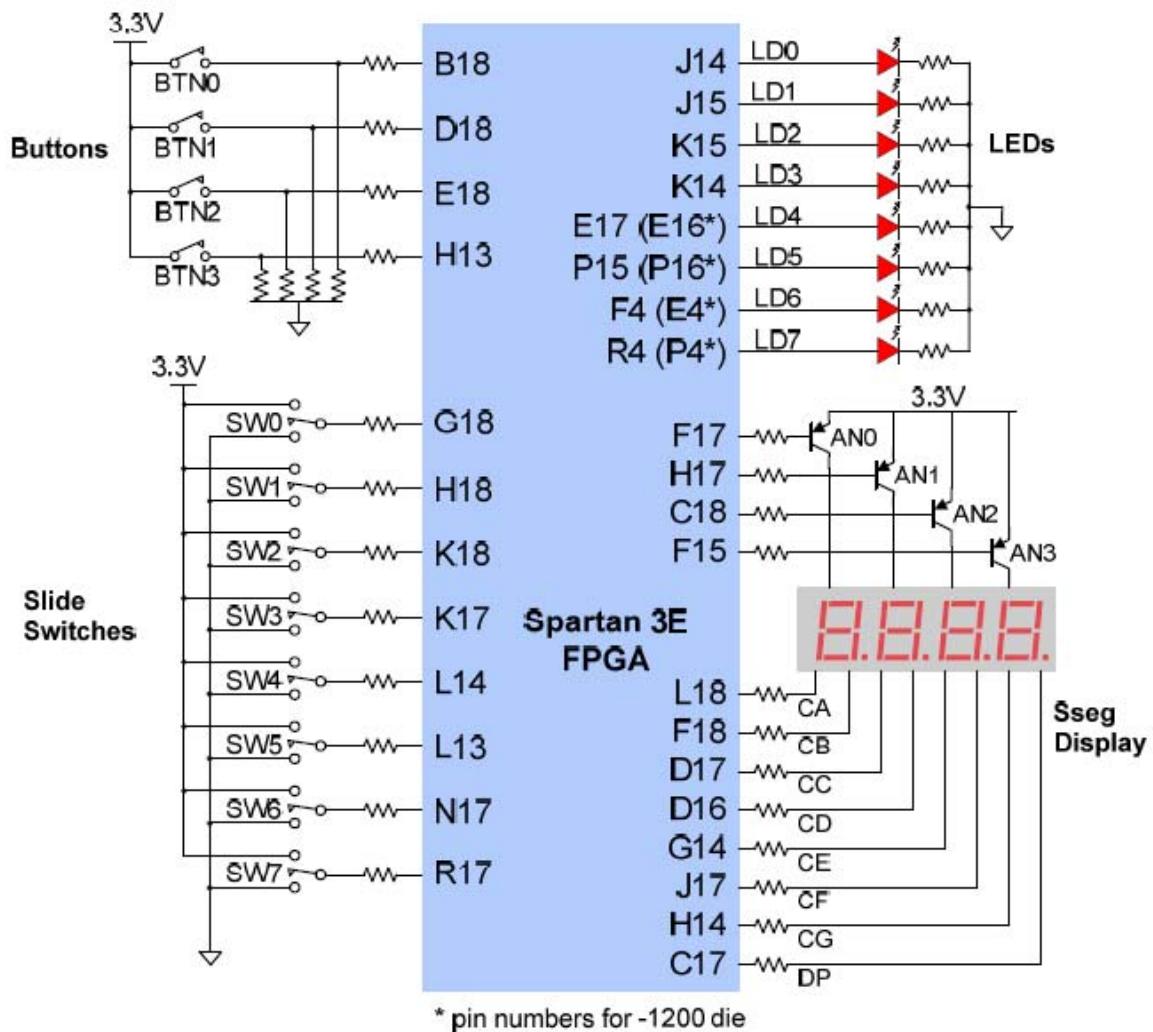 3.3V
BTN0
BTN1
BTN2
BTN3
Buttons
B18
D18
E18
H13
3.3V
SW0
SW1
SW2
SW3
SW4
SW5
SW6
SW7
Slide
Switches
G18
H18
K18
K17
L14
L13
N17
R17
Spartan 3E
FPGA
J14
J15
K15
K14
E17 (E16*)
P15 (P16*)
F4 (E4*)
R4 (P4*)
LD0
LD1
LD2
LD3
LD4
LD5
LD6
LD7
LEDs
3.3V
F17
H17
C18
F15
AN0
AN1
AN2
AN3
8.8.8.8.
L18
F18
D17
D16
G14
J17
H14
C17
CA
CB
CC
CD
CE
CF
CG
DP
Sseg
Display
* pin numbers for -1200 die